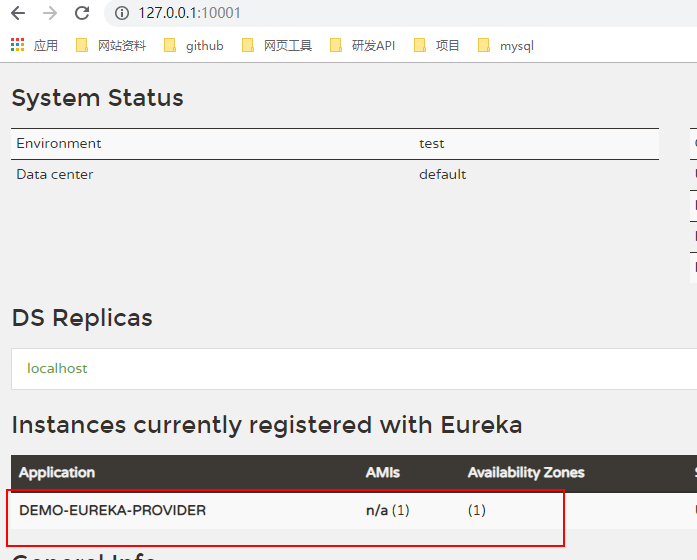 127.0.0.1:10001
应用 网站资料 github 网页工具 研发API 项目 mysql
System Status
Environment test
Data center default
DS Replicas
localhost
Instances currently registered with Eureka
Application AMIs Availability Zones
DEMO-EUREKA-PROVIDER n/a (1) (1)
General Info